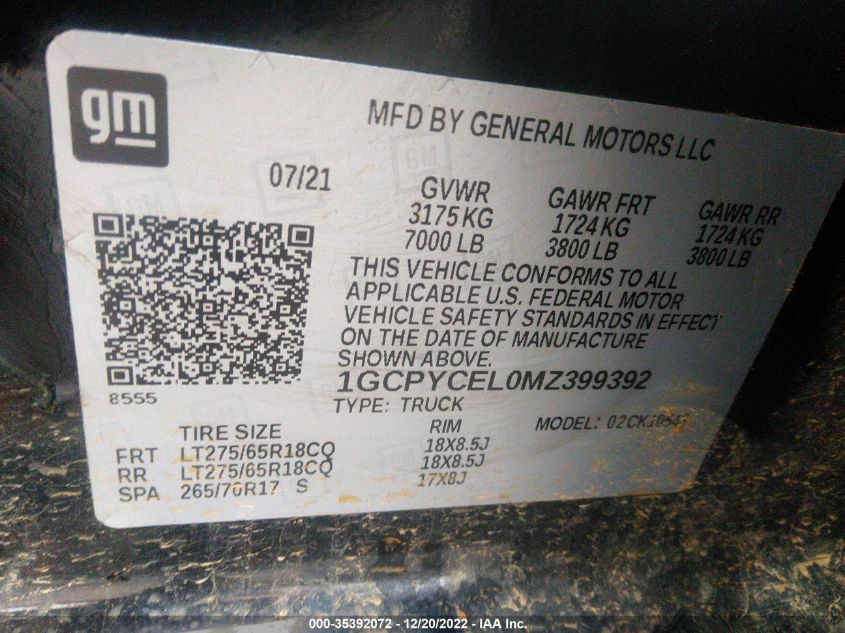 gm
MFD BY GENERAL MOTORS LLC
07/21
GVWR GAWR FRT GAWR RR
3175 KG 1724 KG 1724 KG
7000 LB 3800 LB 3800 LB
THIS VEHICLE CONFORMS TO ALL
APPLICABLE U.S. FEDERAL MOTOR
VEHICLE SAFETY STANDARDS IN EFFECT
ON THE DATE OF MANUFACTURE
SHOWN ABOVE.
1GCPYCEL0MZ399392
8555
TYPE: TRUCK MODEL: 02CK10543
TIRE SIZE RIM
FRT LT275/65R18CQ 18X8.5J
RR LT275/65R18CQ 18X8.5J
SPA 265/70R17 S 17X8J
000-35392072 - 12/20/2022 - IAA Inc.